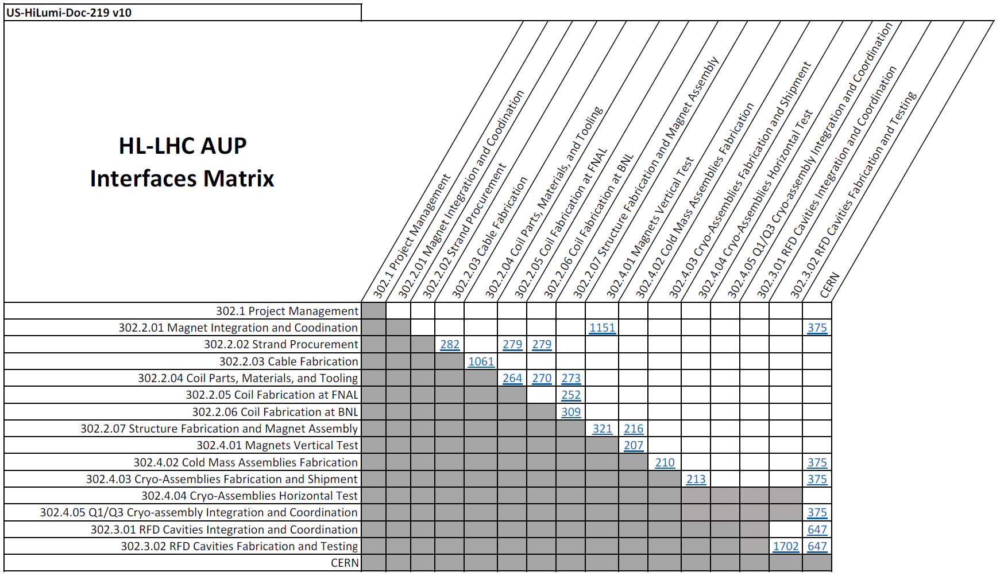 US-HiLumi-Doc-219 v10
HL-LHC AUP
Interfaces Matrix
302.1 Project Management
302.2.01 Magnet Integration and Coodination
302.2.02 Strand Procurement
302.2.03 Cable Fabrication
302.2.04 Coil Parts, Materials, and Tooling
302.2.05 Coil Fabrication at FNAL
302.2.06 Coil Fabrication at BNL
302.2.07 Structure Fabrication and Magnet Assembly
302.4.01 Magnets Vertical Test
302.4.02 Cold Mass Assemblies Fabrication
302.4.03 Cryo-Assemblies Fabrication and Shipment
302.4.04 Cryo-Assemblies Horizontal Test
302.4.05 Q1/Q3 Cryo-assembly Integration and Coordination
302.3.01 RFD Cavities Integration and Coordination
302.3.02 RFD Cavities Fabrication and Testing
CERN
302.1 Project Management
302.2.01 Magnet Integration and Coodination 1151 375
302.2.02 Strand Procurement 282 279 279
302.2.03 Cable Fabrication 1061
302.2.04 Coil Parts, Materials, and Tooling 264 270 273
302.2.05 Coil Fabrication at FNAL 252
302.2.06 Coil Fabrication at BNL 309
302.2.07 Structure Fabrication and Magnet Assembly 321 216
302.4.01 Magnets Vertical Test 207
302.4.02 Cold Mass Assemblies Fabrication 210 375
302.4.03 Cryo-Assemblies Fabrication and Shipment 213 375
302.4.04 Cryo-Assemblies Horizontal Test
302.4.05 Q1/Q3 Cryo-assembly Integration and Coordination 375
302.3.01 RFD Cavities Integration and Coordination 647
302.3.02 RFD Cavities Fabrication and Testing 1702 647
CERN